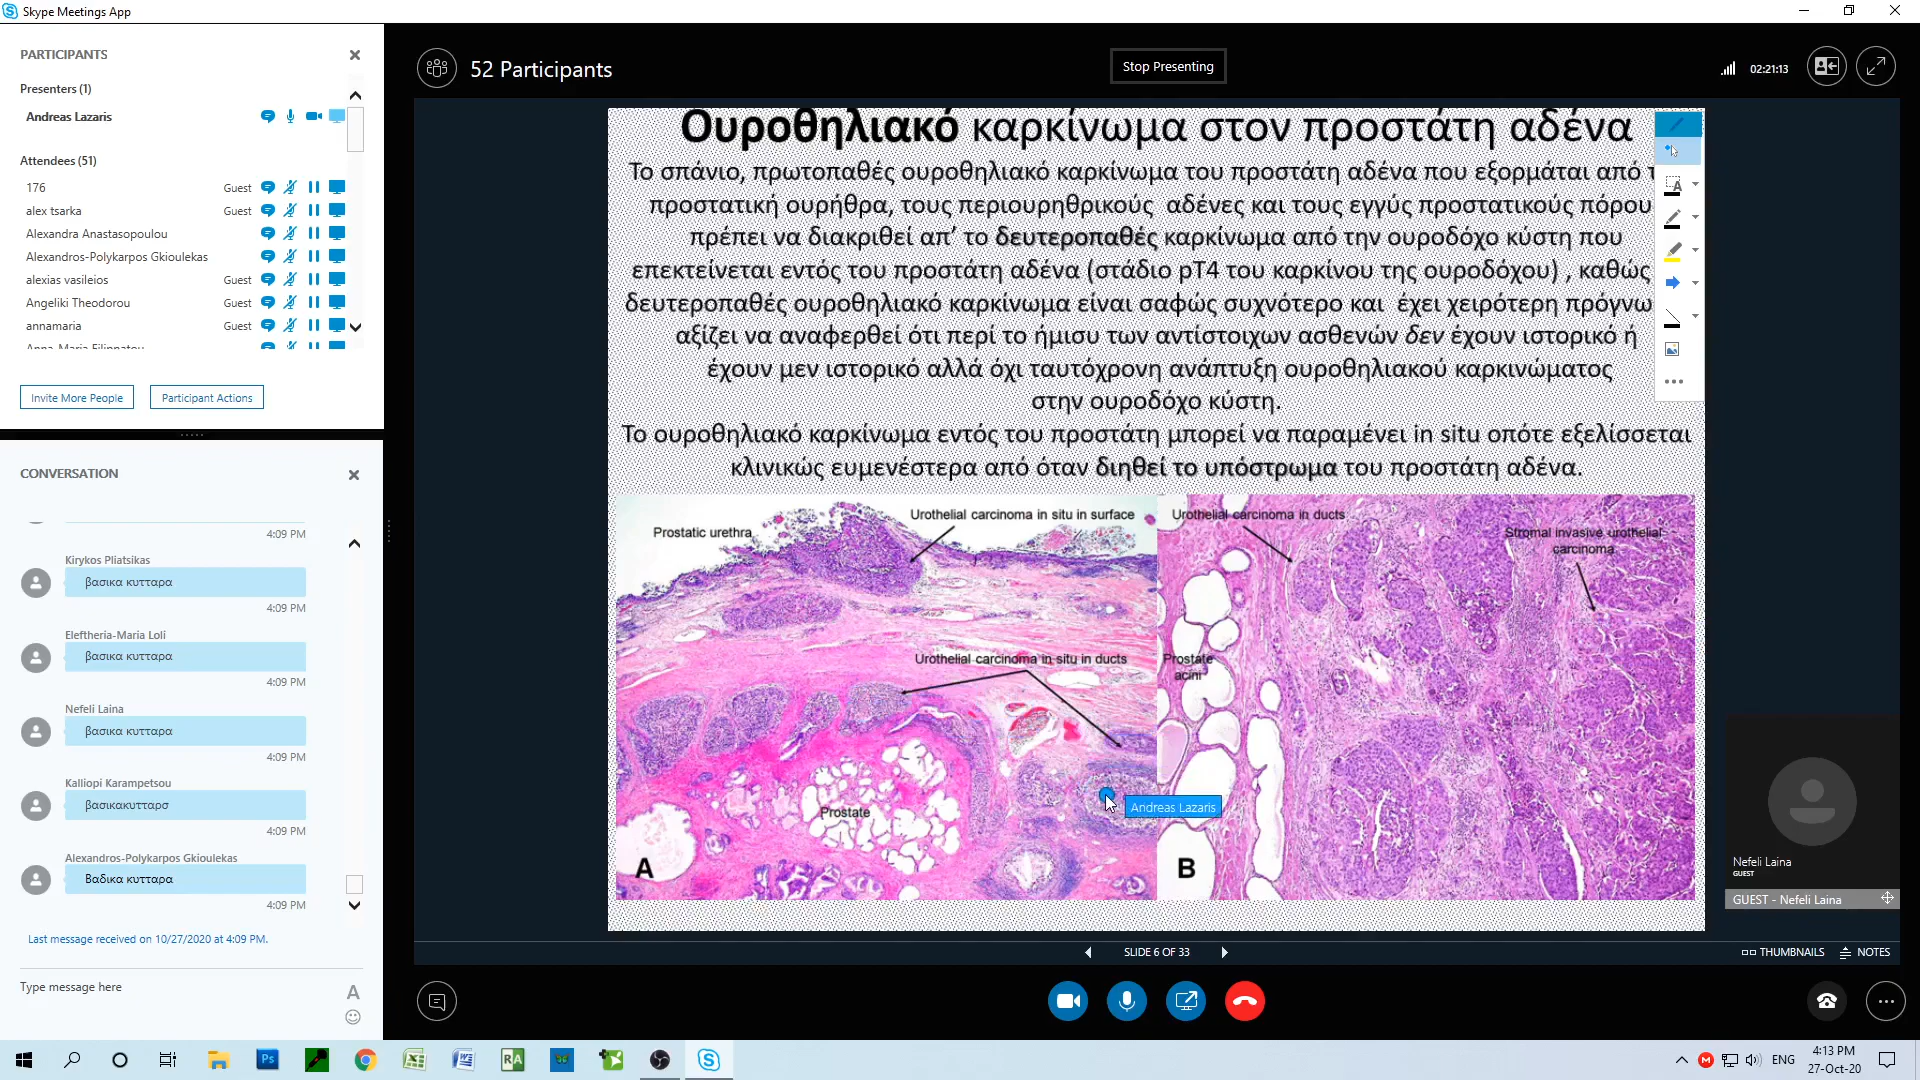 Skype Meetings App
PARTICIPANTS
Presenters (1)
Andreas Lazaris
Attendees (51)
176 Guest
alex tsarka Guest
Alexandra Anastasopoulou
Alexandros-Polykarpos Gkioulekas
alexias vasileios Guest
Angeliki Theodorou Guest
annamaria Guest
Anna-Maria Filippatou
Invite More People
Participant Actions
CONVERSATION
4:09 PM
Kirykos Pliatsikas
βασικα κυτταρα
4:09 PM
Eleftheria-Maria Loli
βασικα κυτταρα
4:09 PM
Nefeli Laina
βασικα κυτταρα
4:09 PM
Kalliopi Karampetsou
βασικακυτταρσ
4:09 PM
Alexandros-Polykarpos Gkioulekas
Βαδικα κυτταρα
4:09 PM
Last message received on 10/27/2020 at 4:09 PM.
Type message here
52 Participants
Stop Presenting
02:21:13
Ουροθηλιακό καρκίνωμα στον προστάτη αδένα
Το σπάνιο, πρωτοπαθές ουροθηλιακό καρκίνωμα του προστάτη αδένα που εξορμάται από τ
προστατική ουρήθρα, τους περιουρηθρικούς αδένες και τους εγγύς προστατικούς πόρου
πρέπει να διακριθεί απ’ το δευτεροπαθές καρκίνωμα από την ουροδόχο κύστη που
επεκτείνεται εντός του προστάτη αδένα (στάδιο pT4 του καρκίνου της ουροδόχου) , καθώς
δευτεροπαθές ουροθηλιακό καρκίνωμα είναι σαφώς συχνότερο και έχει χειρότερη πρόγνω
αξίζει να αναφερθεί ότι περί το ήμισυ των αντίστοιχων ασθενών δεν έχουν ιστορικό ή
έχουν μεν ιστορικό αλλά όχι ταυτόχρονη ανάπτυξη ουροθηλιακού καρκινώματος
στην ουροδόχο κύστη.
Το ουροθηλιακό καρκίνωμα εντός του προστάτη μπορεί να παραμένει in situ οπότε εξελίσσεται
κλινικώς ευμενέστερα από όταν διηθεί το υπόστρωμα του προστάτη αδένα.
Prostatic urethra
Urothelial carcinoma in situ in surface
Urothelial carcinoma in situ in ducts
Prostate
A
Urothelial carcinoma in ducts
Stromal invasive urothelial
carcinoma
Prostate
acini
B
Andreas Lazaris
Nefeli Laina
GUEST
GUEST - Nefeli Laina
SLIDE 6 OF 33
THUMBNAILS
NOTES
ENG
4:13 PM
27-Oct-20